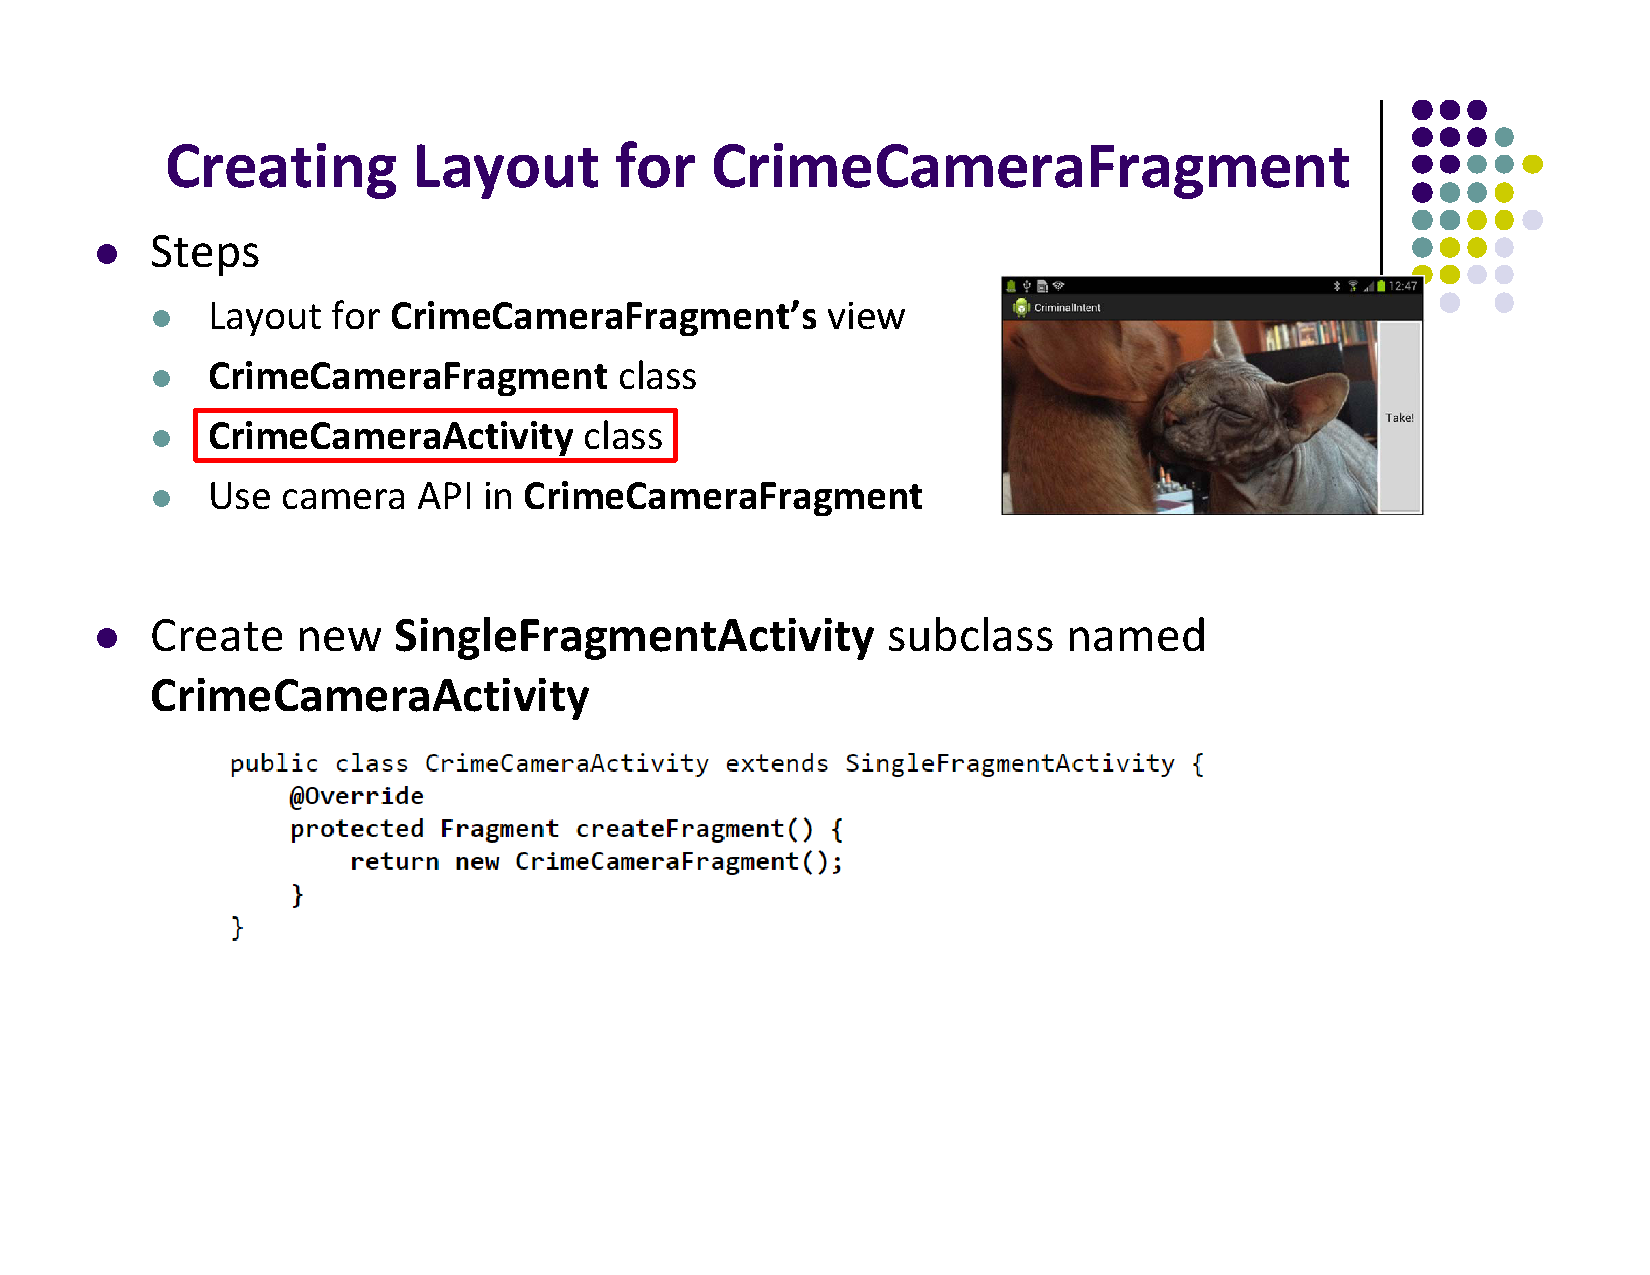 Creating Layout for CrimeCameraFragment
Steps
Layout for CrimeCameraFragment’s view
CrimeCameraFragment class
CrimeCameraActivity class
Use camera API in CrimeCameraFragment
12:47
CriminalIntent
Take!
Create new SingleFragmentActivity subclass named
CrimeCameraActivity
public class CrimeCameraActivity extends SingleFragmentActivity {
@Override
protected Fragment createFragment() {
return new CrimeCameraFragment();
}
}